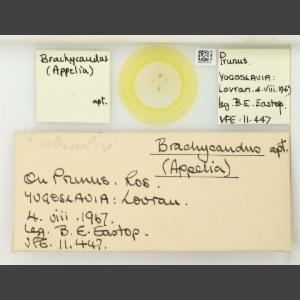 Brachycaudus
(Appelia)
apt.
Prunus.
YUGOSLAVIA:
Lovran. 4.viii.1967
leg. B.E. Eastop.
VFE. 11.447
Brachycaudus apt.
(Appelia)
On Prunus. Ros.
YUGOSLAVIA: Lovran.
4. viii. 1967.
Leg. B. E. Eastop.
VFE. 11.447.